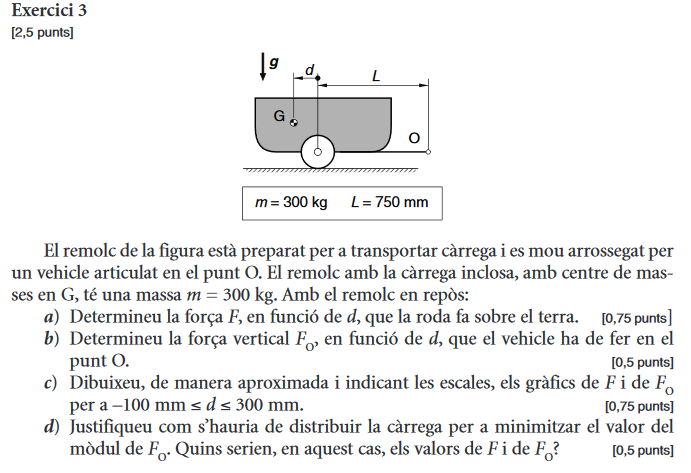 Exercici 3
[2,5 punts]
g
d
L
G
O
m = 300 kg L = 750 mm
El remolc de la figura està preparat per a transportar càrrega i es mou arrossegat per
un vehicle articulat en el punt O. El remolc amb la càrrega inclosa, amb centre de mas-
ses en G, té una massa m = 300 kg. Amb el remolc en repòs:
a) Determineu la força F, en funció de d, que la roda fa sobre el terra. [0,75 punts]
b) Determineu la força vertical F_O, en funció de d, que el vehicle ha de fer en el
punt O. [0,5 punts]
c) Dibuixeu, de manera aproximada i indicant les escales, els gràfics de F i de F_O
per a –100 mm ≤ d ≤ 300 mm. [0,75 punts]
d) Justifiqueu com s'hauria de distribuir la càrrega per a minimitzar el valor del
mòdul de F_O. Quins serien, en aquest cas, els valors de F i de F_O? [0,5 punts]